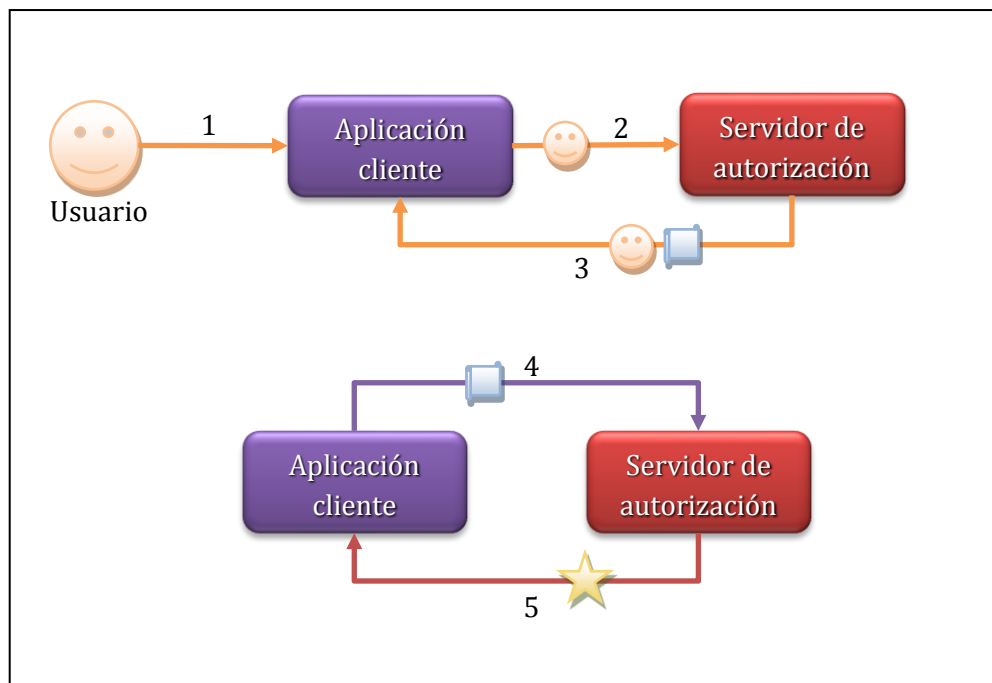 1
Aplicación
cliente
2
Servidor de
autorización
Usuario
3
4
Aplicación
cliente
Servidor de
autorización
5